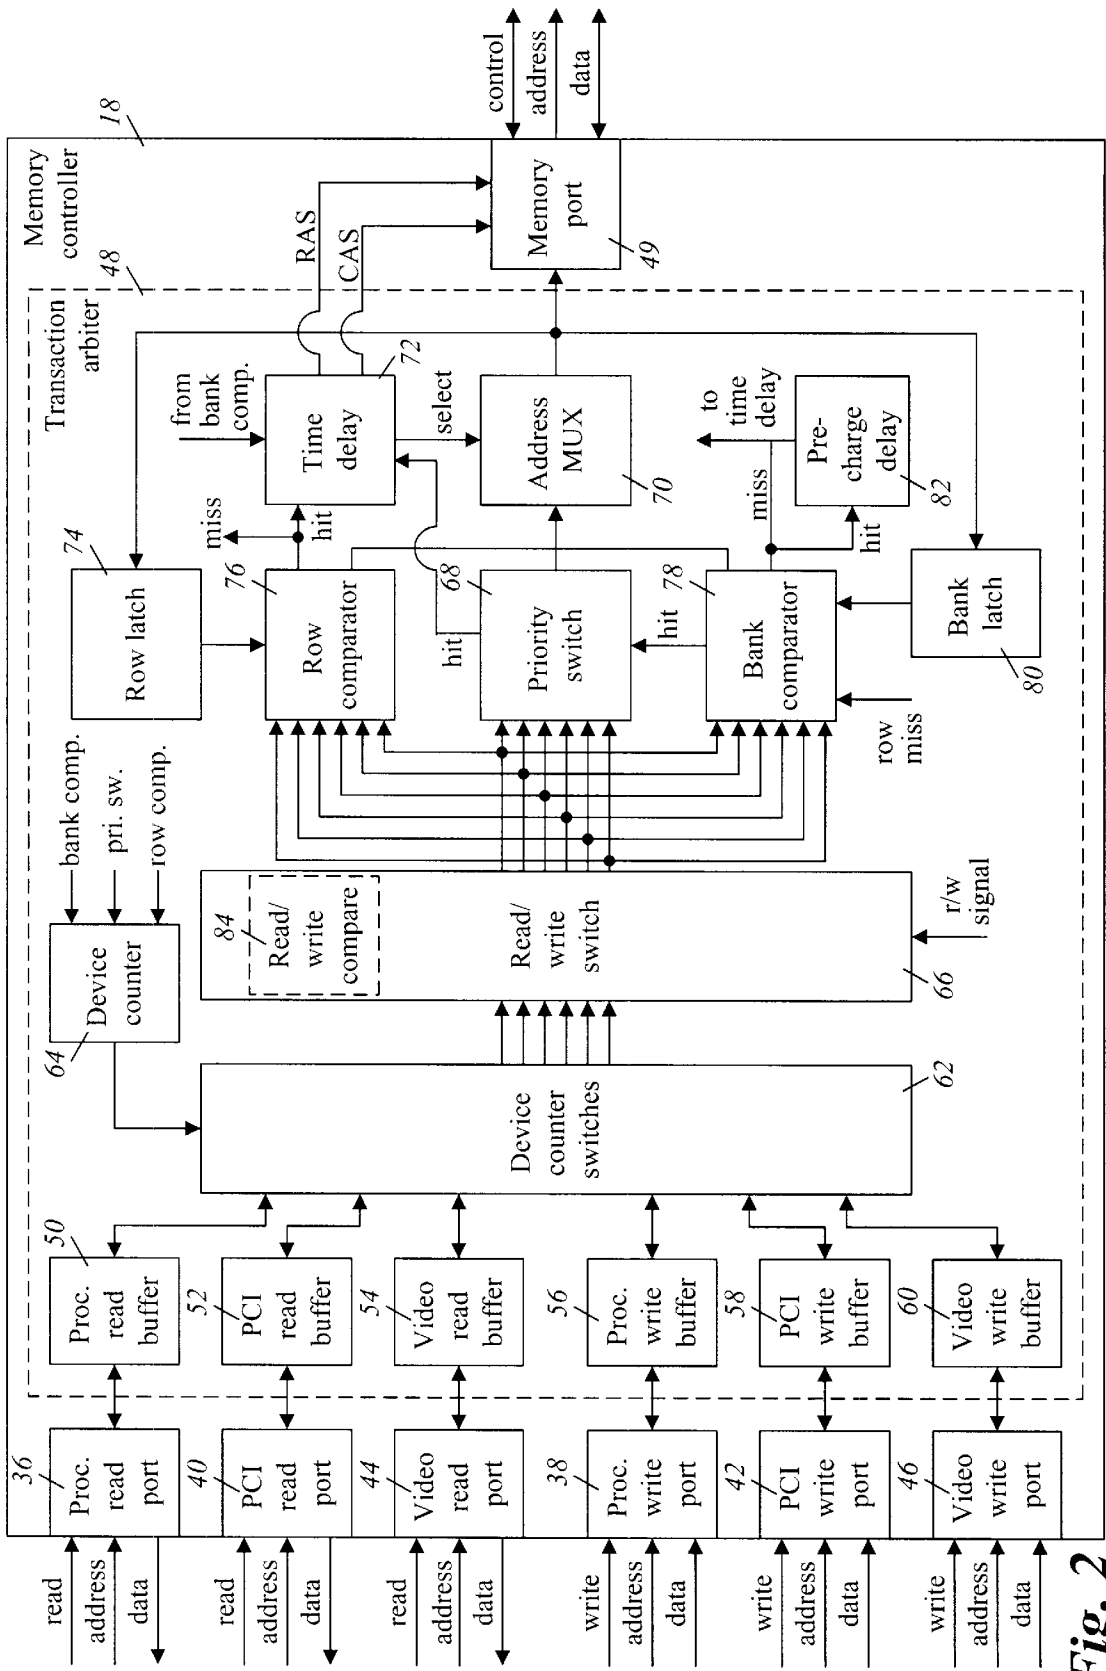 Memory
controller
18
Transaction
arbiter
48
control
address
data
Memory
port
49
RAS
CAS
from
bank
comp.
Time
delay
72
select
Address
MUX
70
to
time
delay
Pre-
charge
delay
82
miss
hit
74
Row latch
miss
hit
76
Row
comparator
68
Priority
switch
hit
hit
78
Bank
comparator
row
miss
Bank
latch
80
bank comp.
pri. sw.
row comp.
64
Device
counter
84
Read/
write
compare
Read/
write
switch
66
r/w
signal
Device
counter
switches
62
50
Proc.
read
buffer
52
PCI
read
buffer
54
Video
read
buffer
56
Proc.
write
buffer
58
PCI
write
buffer
60
Video
write
buffer
36
Proc.
read
port
40
PCI
read
port
44
Video
read
port
38
Proc.
write
port
42
PCI
write
port
46
Video
write
port
read
address
data
read
address
data
read
address
data
write
address
data
write
address
data
write
address
data
Fig. 2